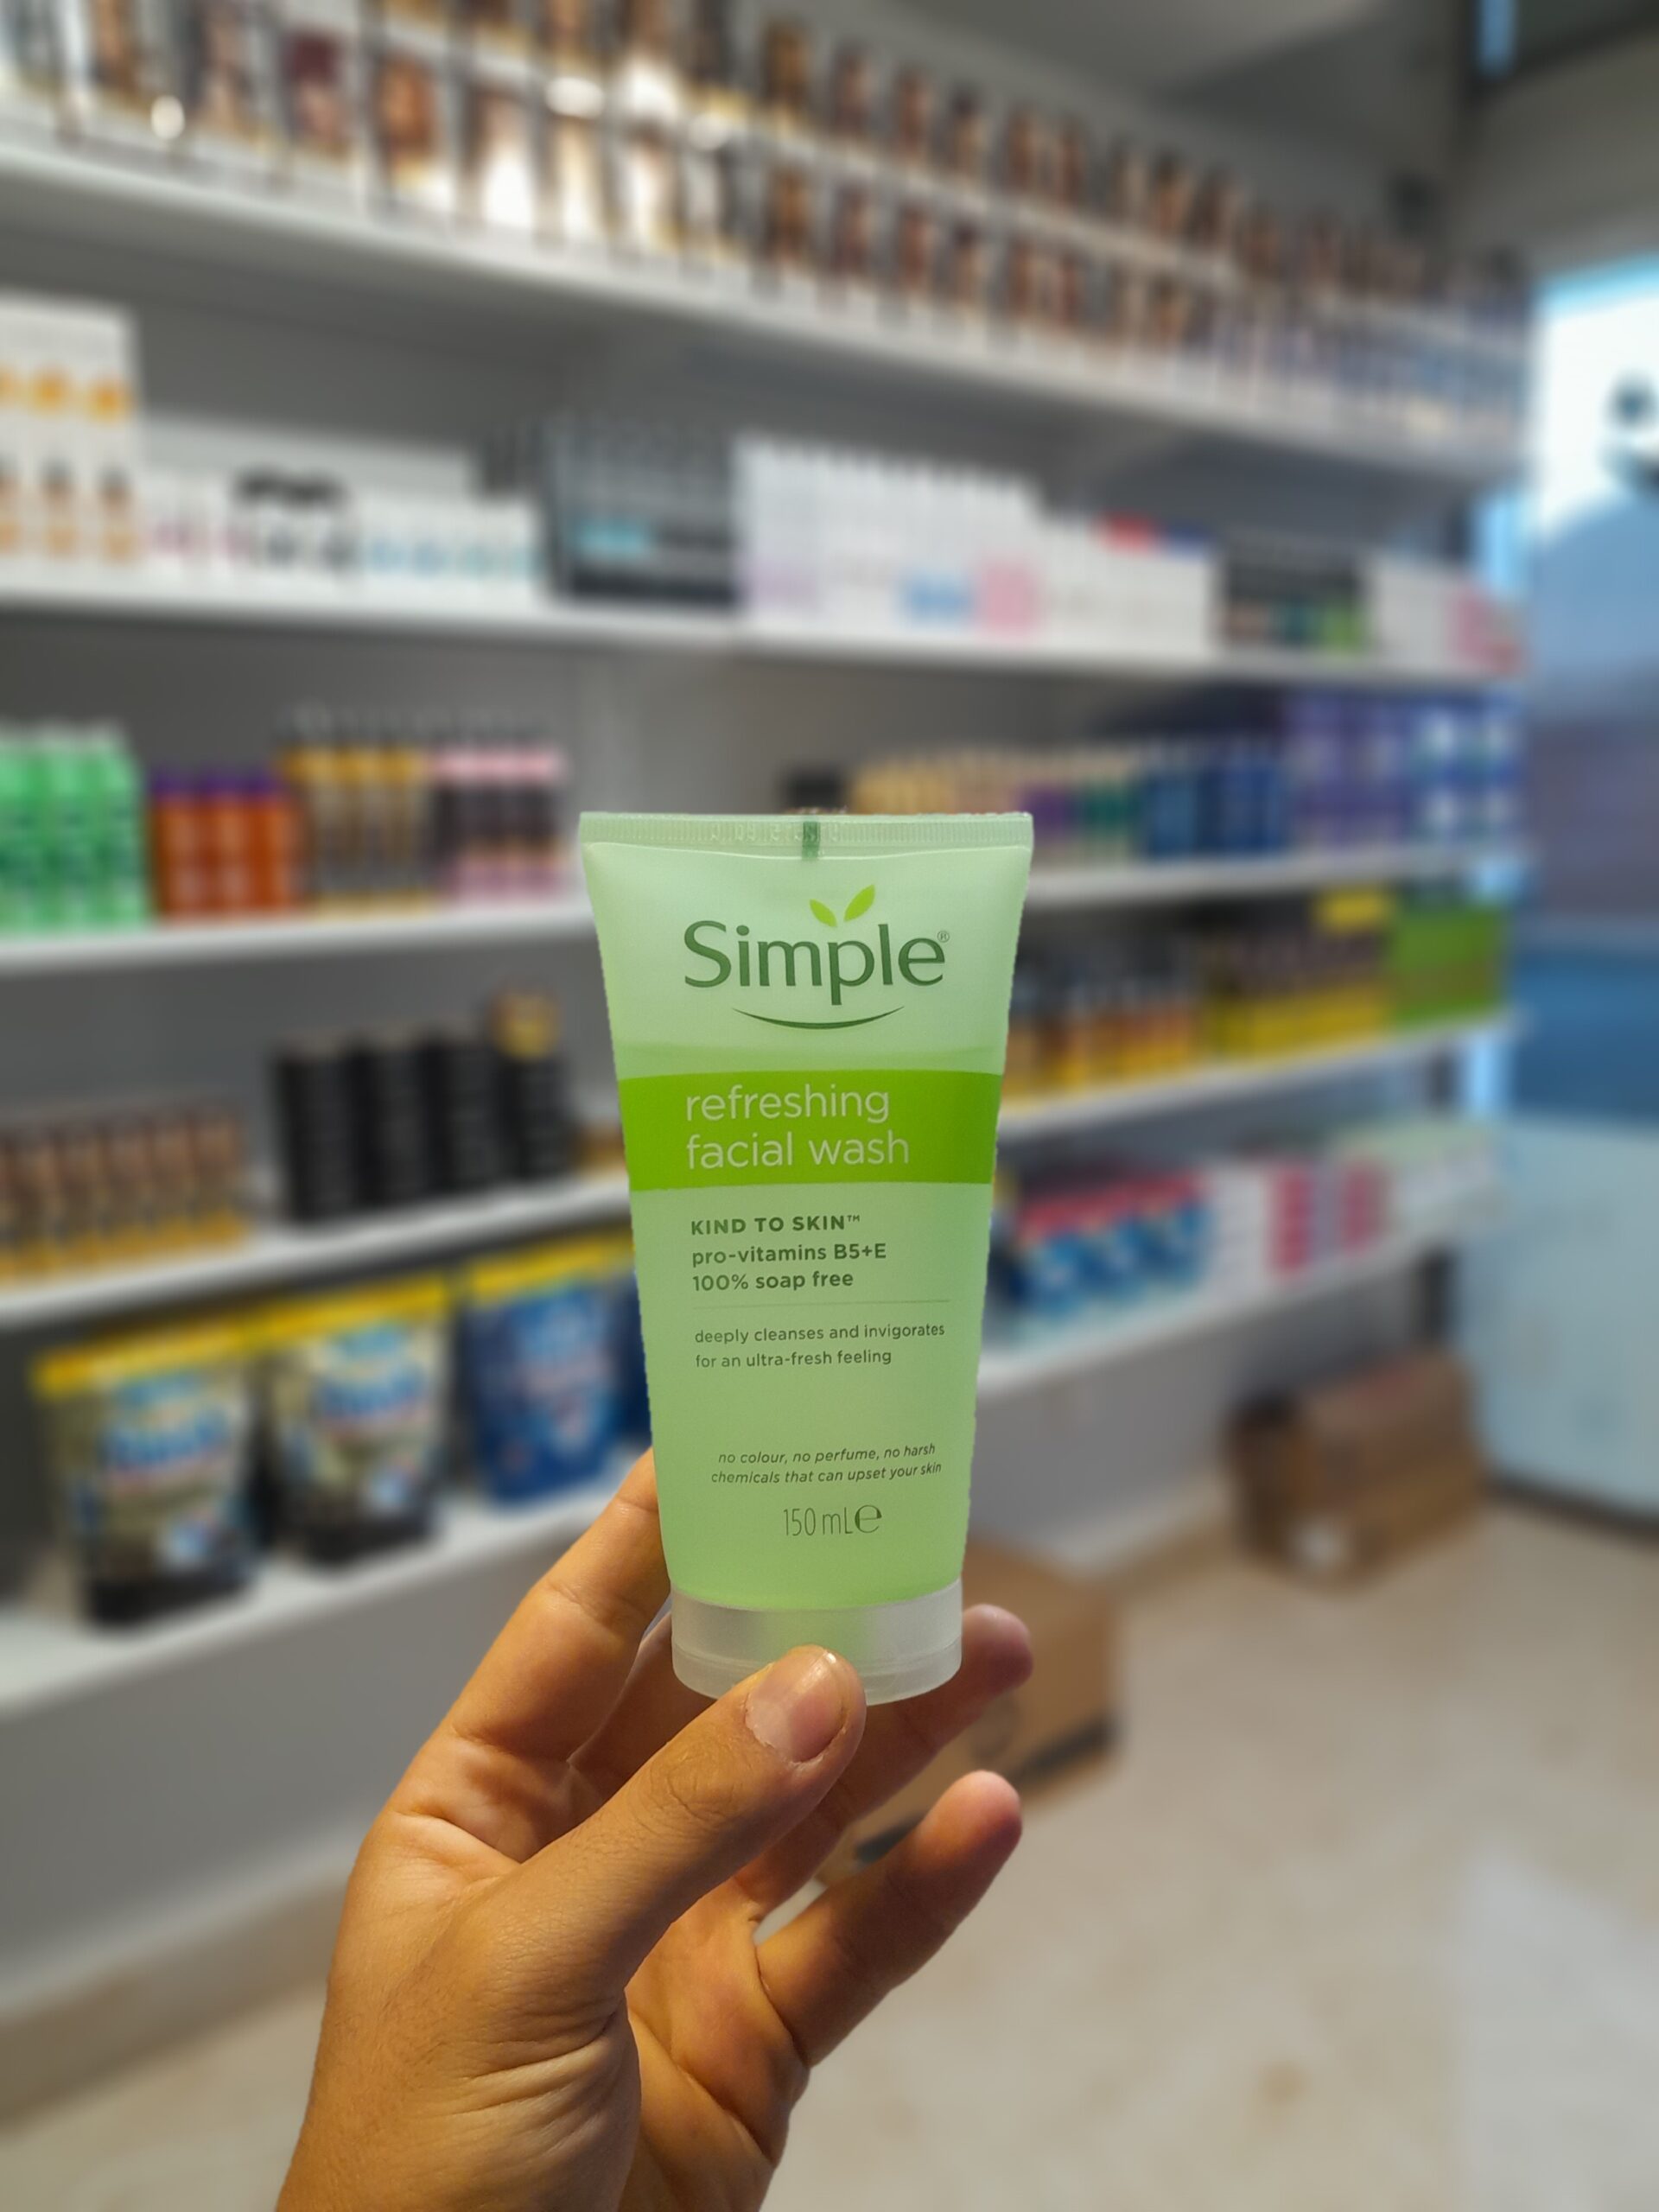 Simple®
refreshing
facial wash
KIND TO SKIN™
pro-vitamins B5+E
100% soap free
deeply cleanses and invigorates
for an ultra-fresh feeling
no colour, no perfume, no harsh
chemicals that can upset your skin
150 mL℮